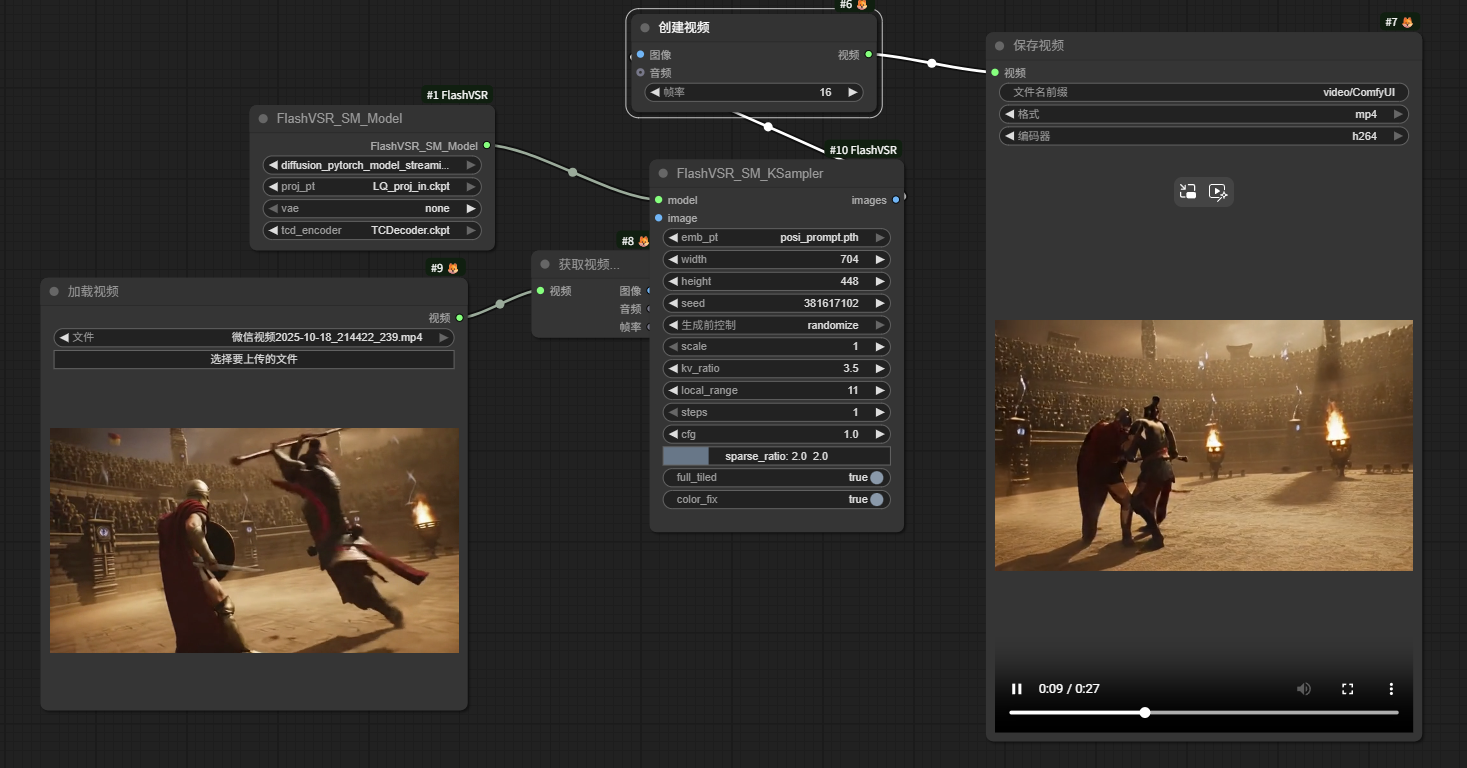 #6
创建视频
图像
视频
音频
帧率
16
#7
保存视频
视频
文件名前缀
video/ComfyUI
格式
mp4
编码器
h264
#1 FlashVSR
FlashVSR_SM_Model
FlashVSR_SM_Model
diffusion_pytorch_model_streami...
proj_pt
LQ_proj_in.ckpt
vae
none
tcd_encoder
TCDecoder.ckpt
#10 FlashVSR
FlashVSR_SM_KSampler
model
images
image
emb_pt
posi_prompt.pth
width
704
height
448
seed
381617102
生成前控制
randomize
scale
1
kv_ratio
3.5
local_range
11
steps
1
cfg
1.0
sparse_ratio: 2.0 2.0
full_tiled
true
color_fix
true
#8
获取视频...
视频
图像
音频
帧率
#9
加载视频
视频
文件
微信视频2025-10-18_214422_239.mp4
选择要上传的文件
0:09 / 0:27